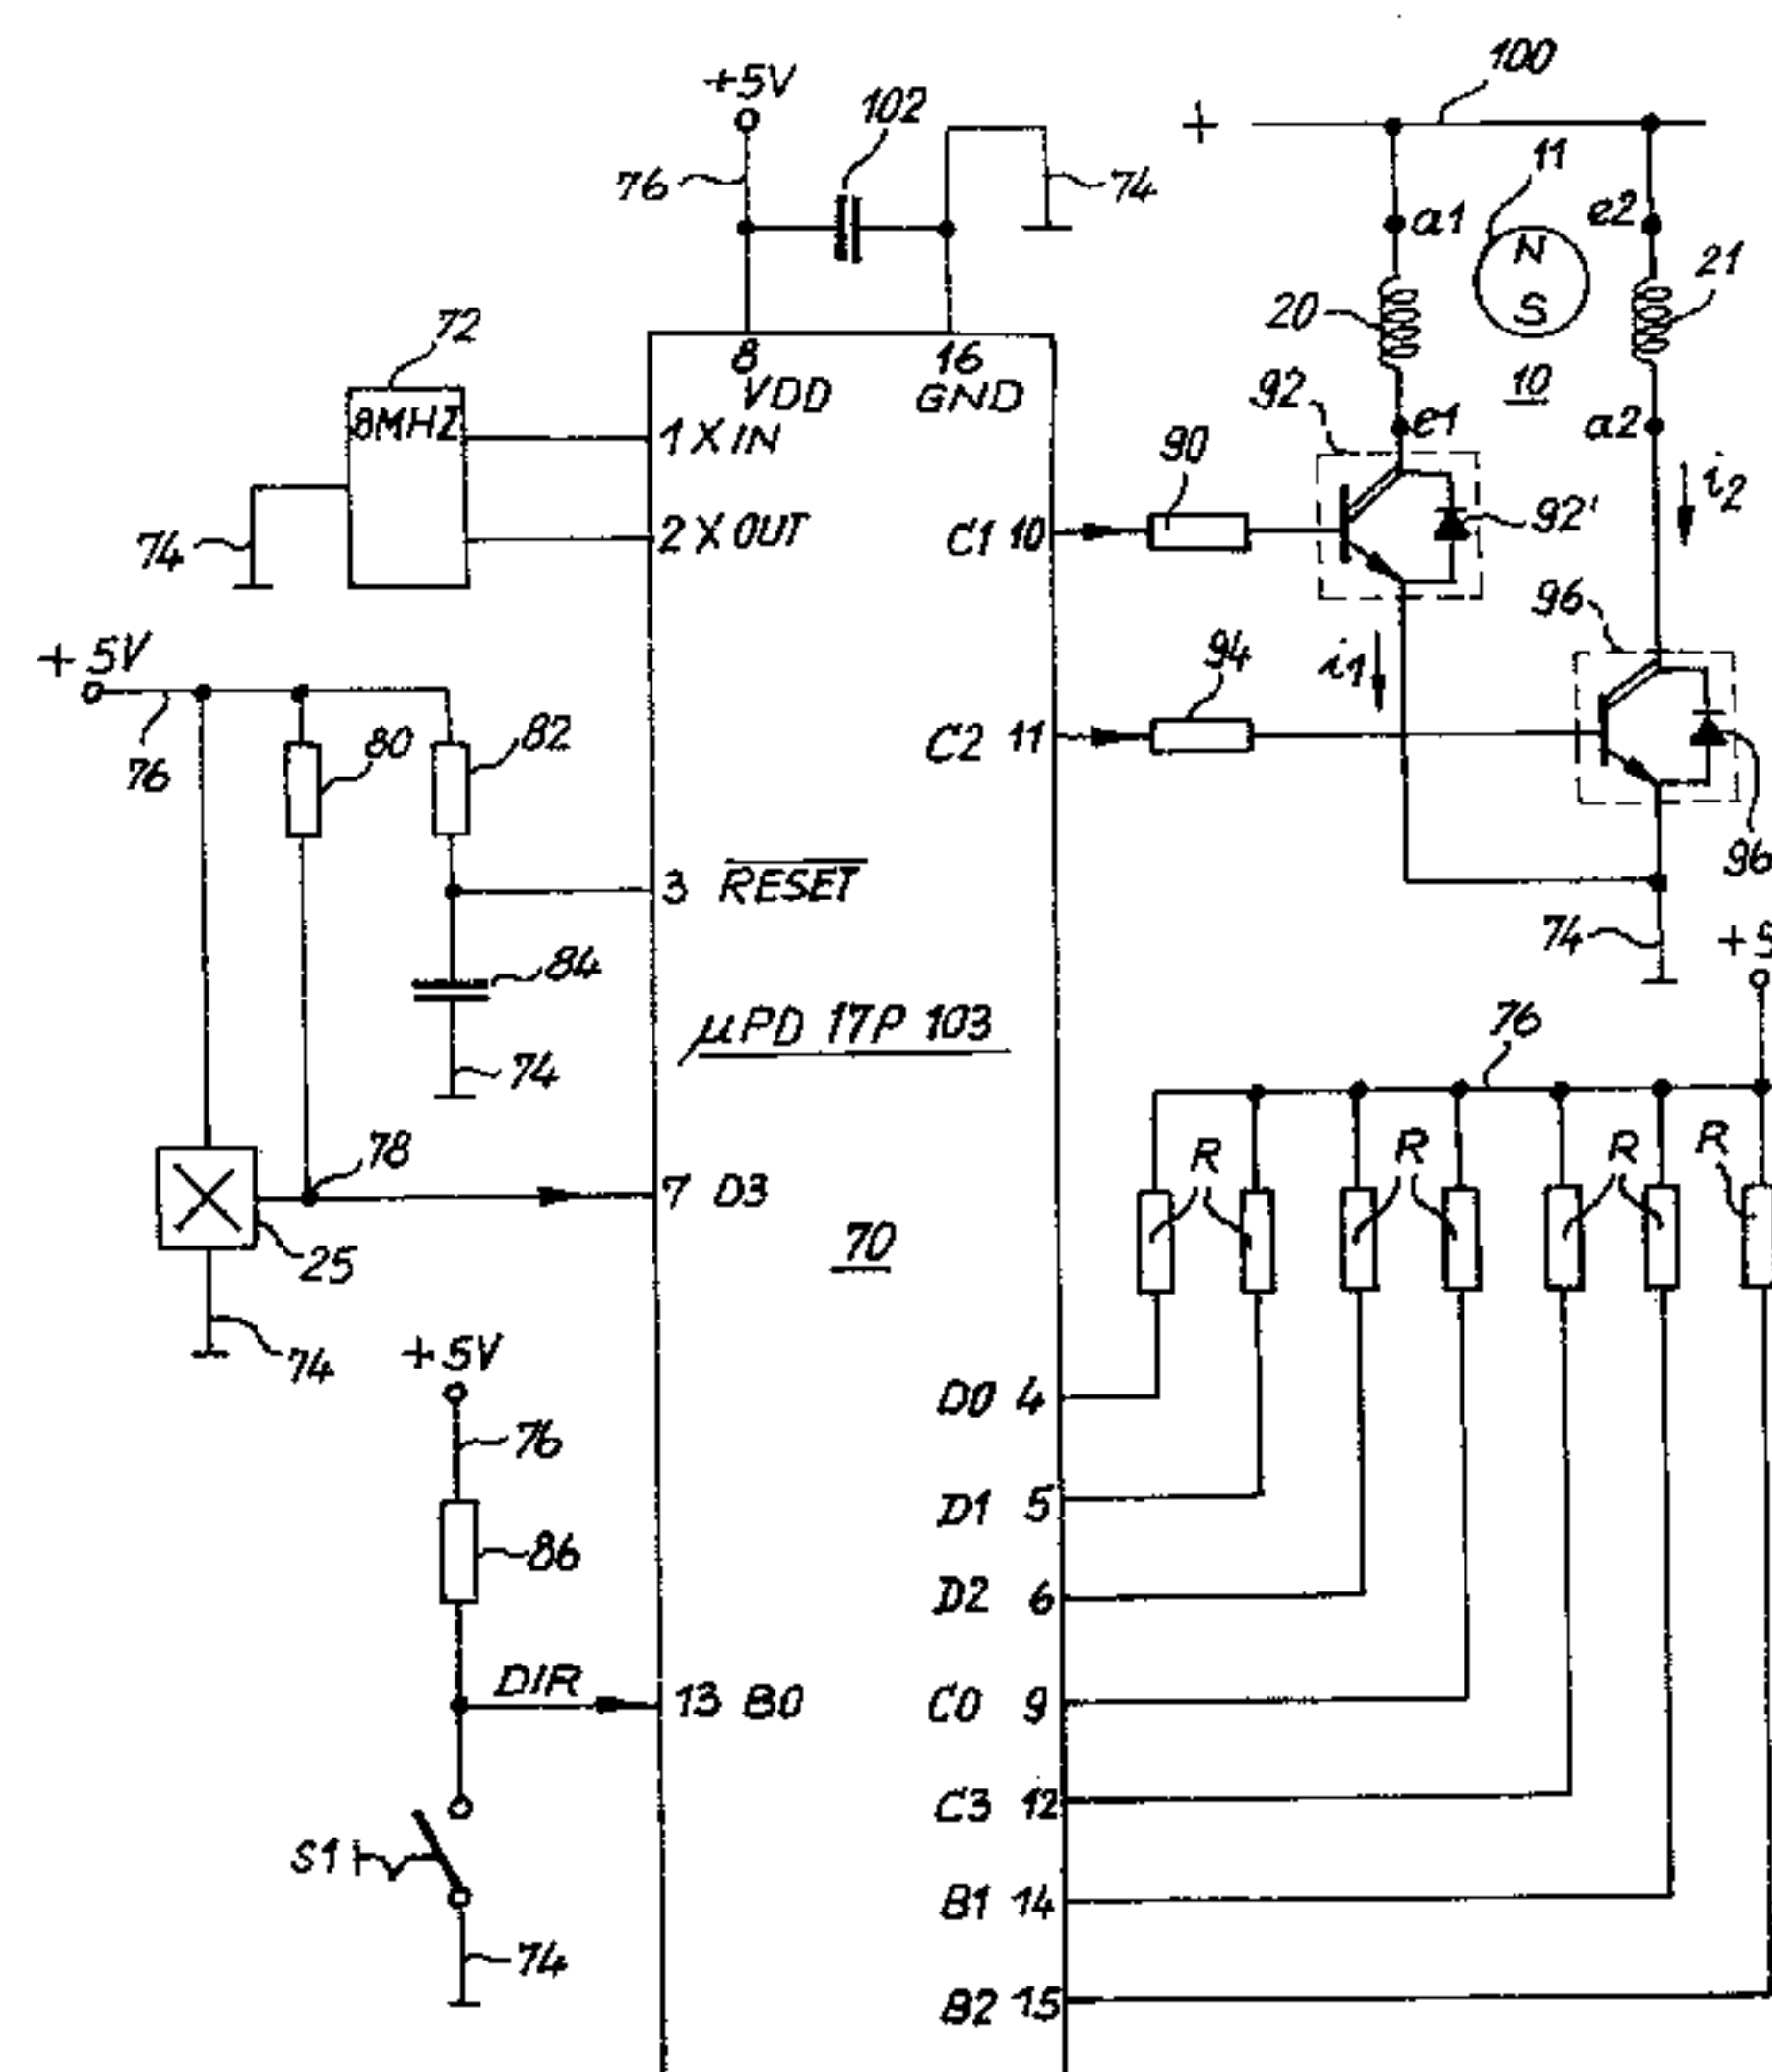 +5V
102
76
74
+
100
11
a1
e2
N
S
20
21
10
72
8MHZ
8
VDD
16
GND
1 XIN
2 XOUT
74
92
e1
a2
90
C1 10
92'
i2
96
i1
94
C2 11
96
74
+5V
76
80
82
3 RESET
84
74
µPD 17P 103
78
7 D3
25
74
70
+5
76
R
R
R
R
D0 4
D1 5
D2 6
C0 9
C3 12
B1 14
B2 15
+5V
76
86
DIR
13 B0
S1
74